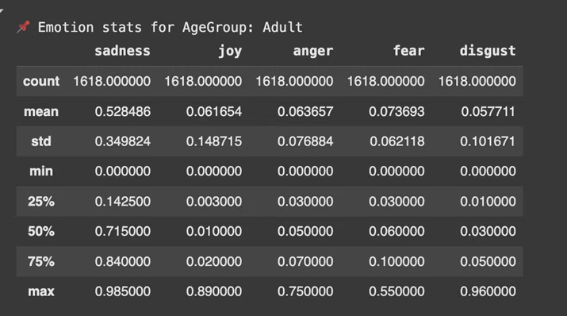 📌 Emotion stats for AgeGroup: Adult
sadness joy anger fear disgust
count 1618.000000 1618.000000 1618.000000 1618.000000 1618.000000
mean 0.528486 0.061654 0.063657 0.073693 0.057711
std 0.349824 0.148715 0.076884 0.062118 0.101671
min 0.000000 0.000000 0.000000 0.000000 0.000000
25% 0.142500 0.003000 0.030000 0.030000 0.010000
50% 0.715000 0.010000 0.050000 0.060000 0.030000
75% 0.840000 0.020000 0.070000 0.100000 0.050000
max 0.985000 0.890000 0.750000 0.550000 0.960000